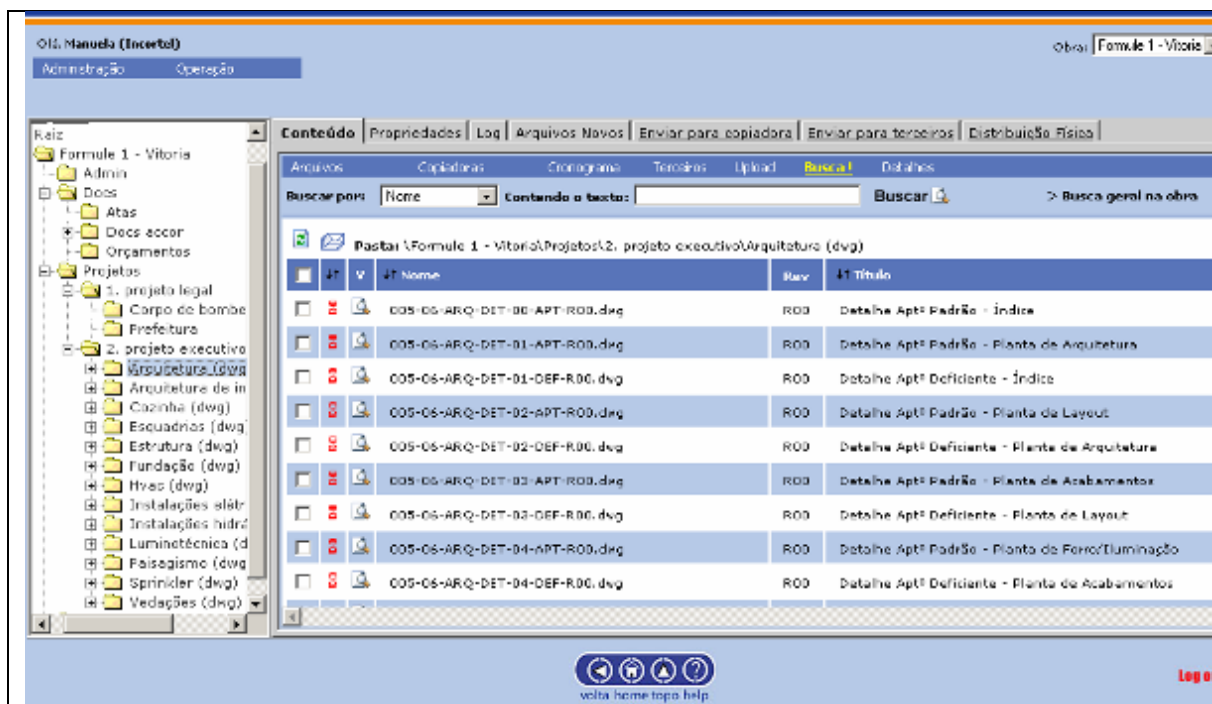 Olá, Manuela (Incortel)
Obra: Formule 1 - Vitoria
Administração Operação
Raiz
Formule 1 - Vitoria
Admin
Docs
Atas
Docs accor
Orçamentos
Projetos
1. projeto legal
Corpo de bombe
Prefeitura
2. projeto executivo
Arquitetura (dwg
Arquitetura de in
Cozinha (dwg)
Esquadrias (dwg)
Estrutura (dwg)
Fundação (dwg)
Hvac (dwg)
Instalações elétr
Instalações hidrá
Luminotécnica (d
Paisagismo (dwg
Sprinkler (dwg)
Vedações (dwg)
Conteúdo Propriedades Log Arquivos Novos Enviar para copiadora Enviar para terceiros Distribuição Física
Arquivos Copiadoras Cronograma Terceiros Upload Busca! Detalhes
Buscar por: Nome Contendo o texto: Buscar > Busca geral na obra
Pasta: \Formule 1 - Vitoria\Projetos\2. projeto executivo\Arquitetura (dwg)
V Nome Rev Título
005-06-ARQ-DET-00-APT-R00.dwg R00 Detalhe Aptº Padrão - Índice
005-06-ARQ-DET-01-APT-R00.dwg R00 Detalhe Aptº Padrão - Planta de Arquitetura
005-06-ARQ-DET-01-DEF-R00.dwg R00 Detalhe Aptº Deficiente - Índice
005-06-ARQ-DET-02-APT-R00.dwg R00 Detalhe Aptº Padrão - Planta de Layout
005-06-ARQ-DET-02-DEF-R00.dwg R00 Detalhe Aptº Deficiente - Planta de Arquitetura
005-06-ARQ-DET-03-APT-R00.dwg R00 Detalhe Aptº Padrão - Planta de Acabamentos
005-06-ARQ-DET-03-DEF-R00.dwg R00 Detalhe Aptº Deficiente - Planta de Layout
005-06-ARQ-DET-04-APT-R00.dwg R00 Detalhe Aptº Padrão - Planta de Forro/Iluminação
005-06-ARQ-DET-04-DEF-R00.dwg R00 Detalhe Aptº Deficiente - Planta de Acabamentos
volta home topo help
Log o